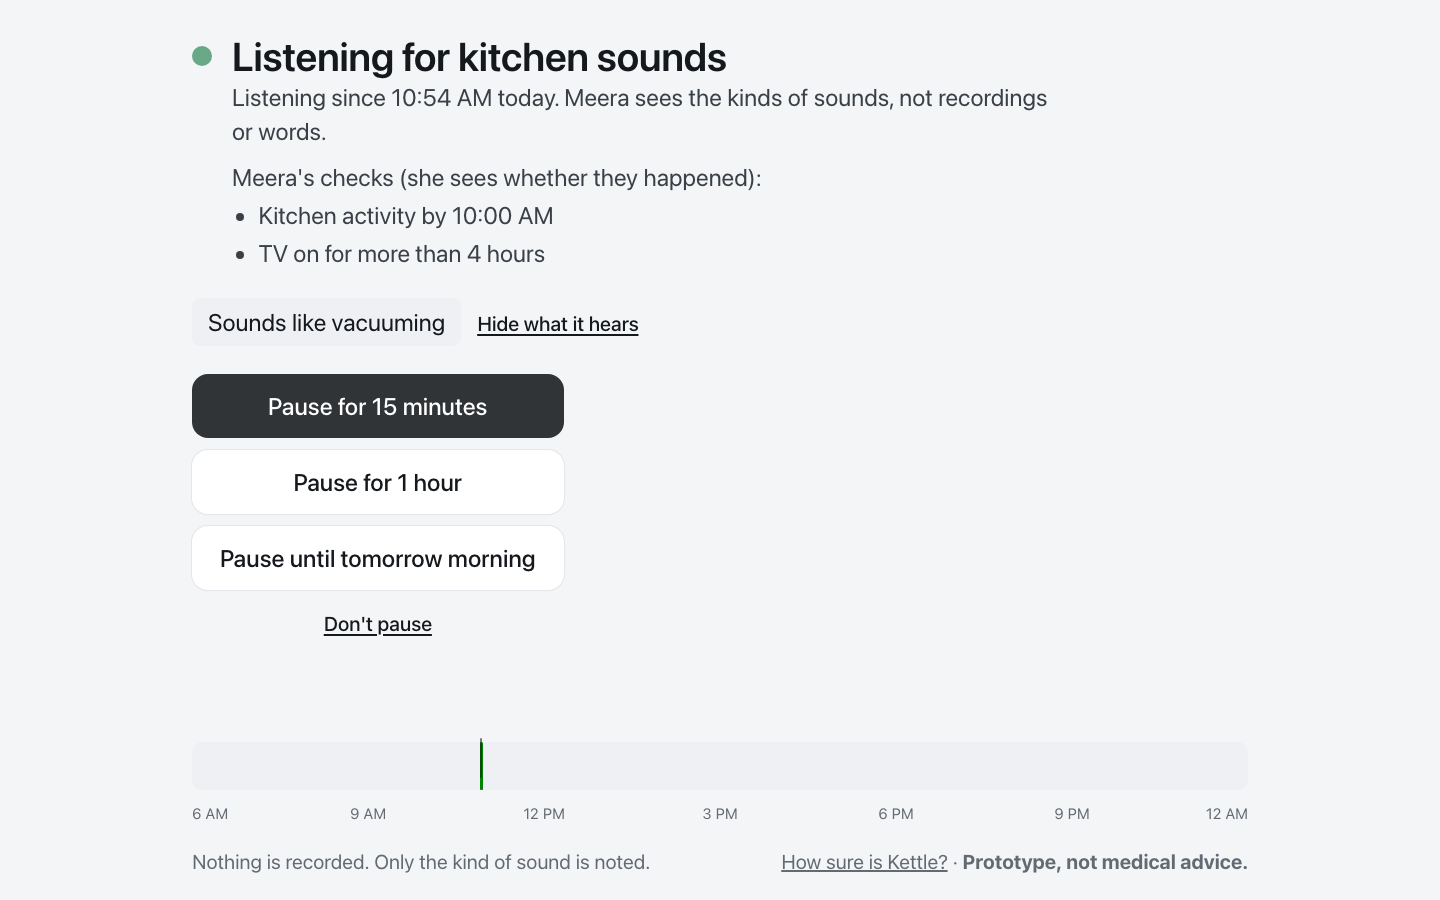 Listening for kitchen sounds
Listening since 10:54 AM today. Meera sees the kinds of sounds, not recordings
or words.
Meera's checks (she sees whether they happened):
• Kitchen activity by 10:00 AM
• TV on for more than 4 hours
Sounds like vacuuming Hide what it hears
Pause for 15 minutes
Pause for 1 hour
Pause until tomorrow morning
Don't pause
6 AM 9 AM 12 PM 3 PM 6 PM 9 PM 12 AM
Nothing is recorded. Only the kind of sound is noted. How sure is Kettle? · Prototype, not medical advice.